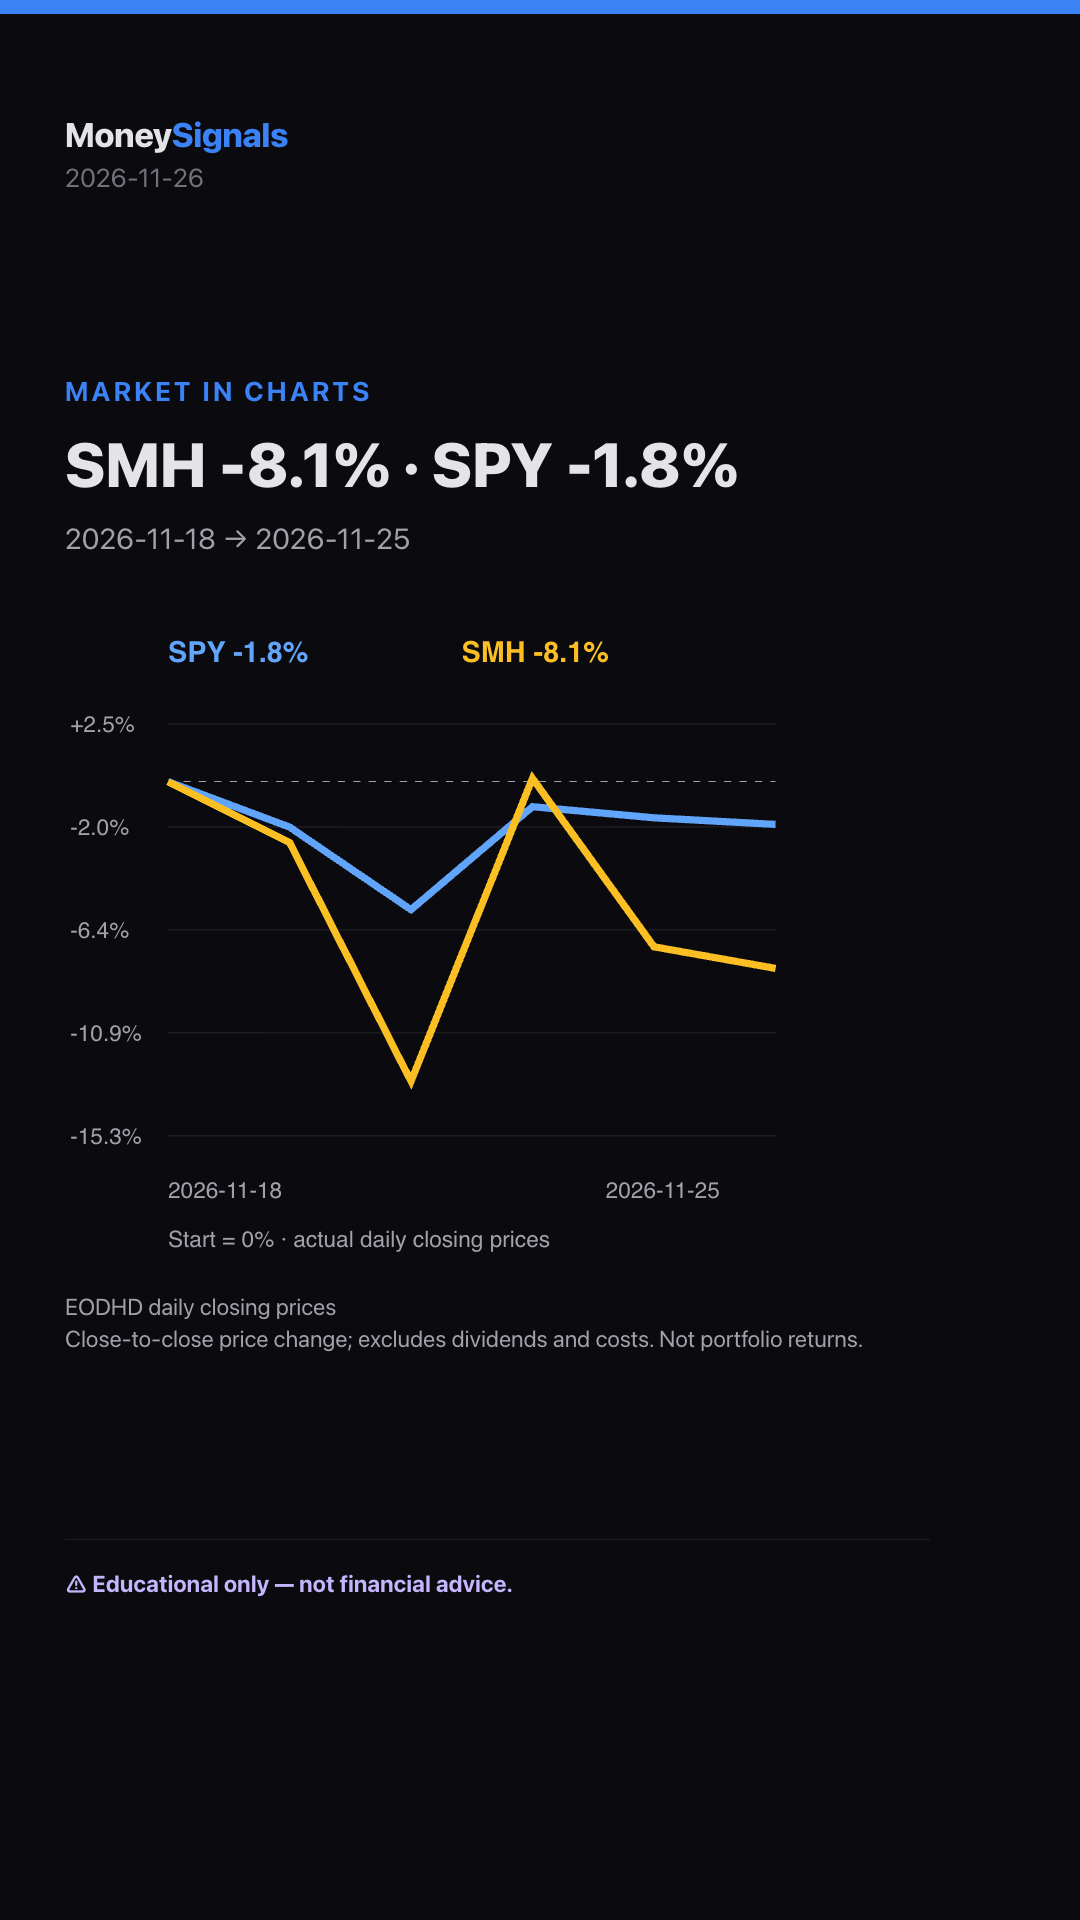 MoneySignals
2026-11-26
MARKET IN CHARTS
SMH -8.1% · SPY -1.8%
2026-11-18 → 2026-11-25
SPY -1.8% SMH -8.1%
+2.5%
-2.0%
-6.4%
-10.9%
-15.3%
2026-11-18 2026-11-25
Start = 0% · actual daily closing prices
EODHD daily closing prices
Close-to-close price change; excludes dividends and costs. Not portfolio returns.
⚠ Educational only — not financial advice.